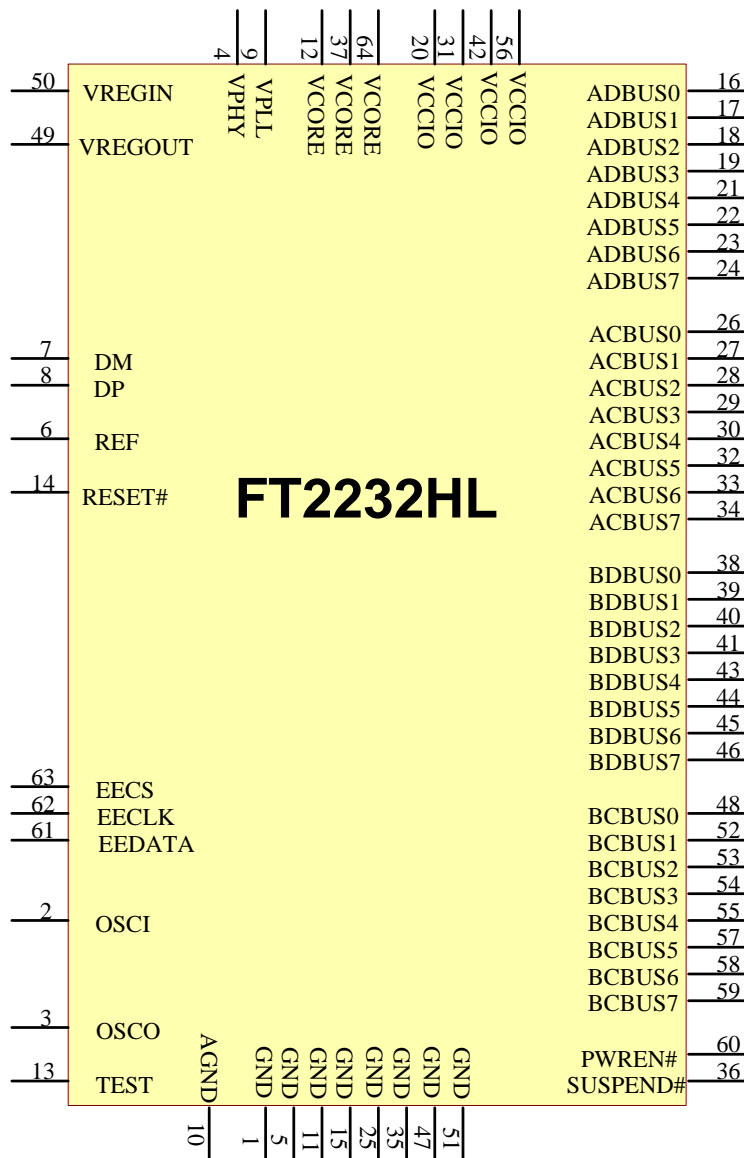 4 9 12 37 64 20 31 42 56
VPHY VPLL VCORE VCORE VCORE VCCIO VCCIO VCCIO VCCIO
50 VREGIN
49 VREGOUT
7 DM
8 DP
6 REF
14 RESET#
63 EECS
62 EECLK
61 EEDATA
2 OSCI
3 OSCO
13 TEST
FT2232HL
ADBUS0 16
ADBUS1 17
ADBUS2 18
ADBUS3 19
ADBUS4 21
ADBUS5 22
ADBUS6 23
ADBUS7 24
ACBUS0 26
ACBUS1 27
ACBUS2 28
ACBUS3 29
ACBUS4 30
ACBUS5 32
ACBUS6 33
ACBUS7 34
BDBUS0 38
BDBUS1 39
BDBUS2 40
BDBUS3 41
BDBUS4 43
BDBUS5 44
BDBUS6 45
BDBUS7 46
BCBUS0 48
BCBUS1 52
BCBUS2 53
BCBUS3 54
BCBUS4 55
BCBUS5 57
BCBUS6 58
BCBUS7 59
PWREN# 60
SUSPEND# 36
AGND GND GND GND GND GND GND GND GND
10 1 5 11 15 25 35 47 51